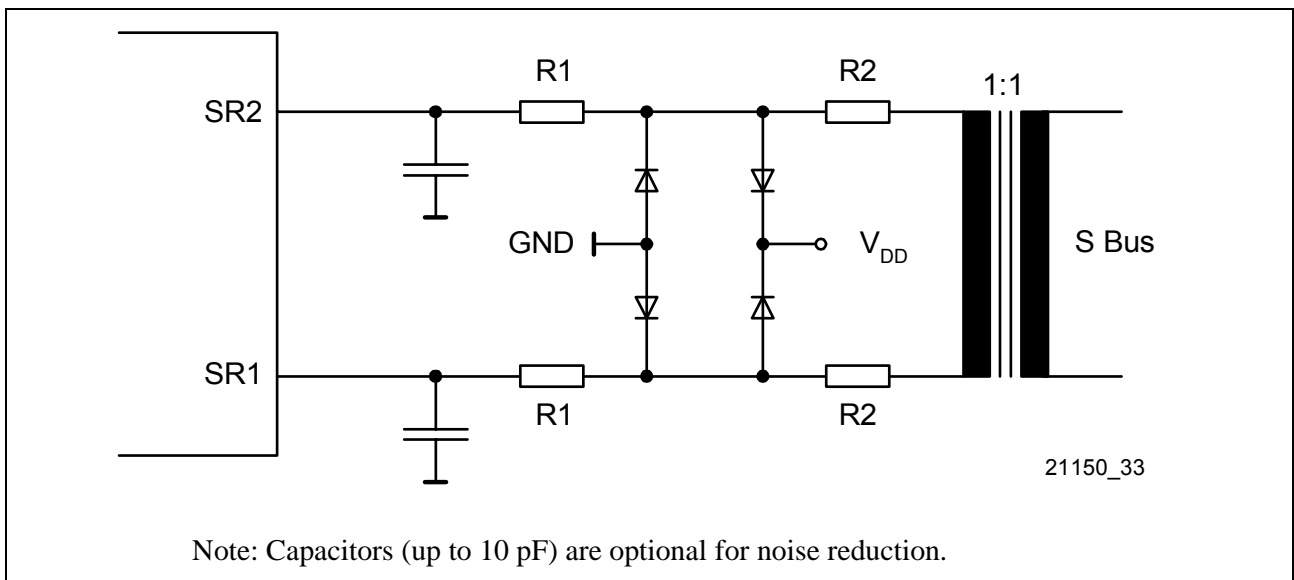 R1
R2
1:1
SR2
GND
V_DD
S Bus
SR1
R1
R2
21150_33
Note: Capacitors (up to 10 pF) are optional for noise reduction.